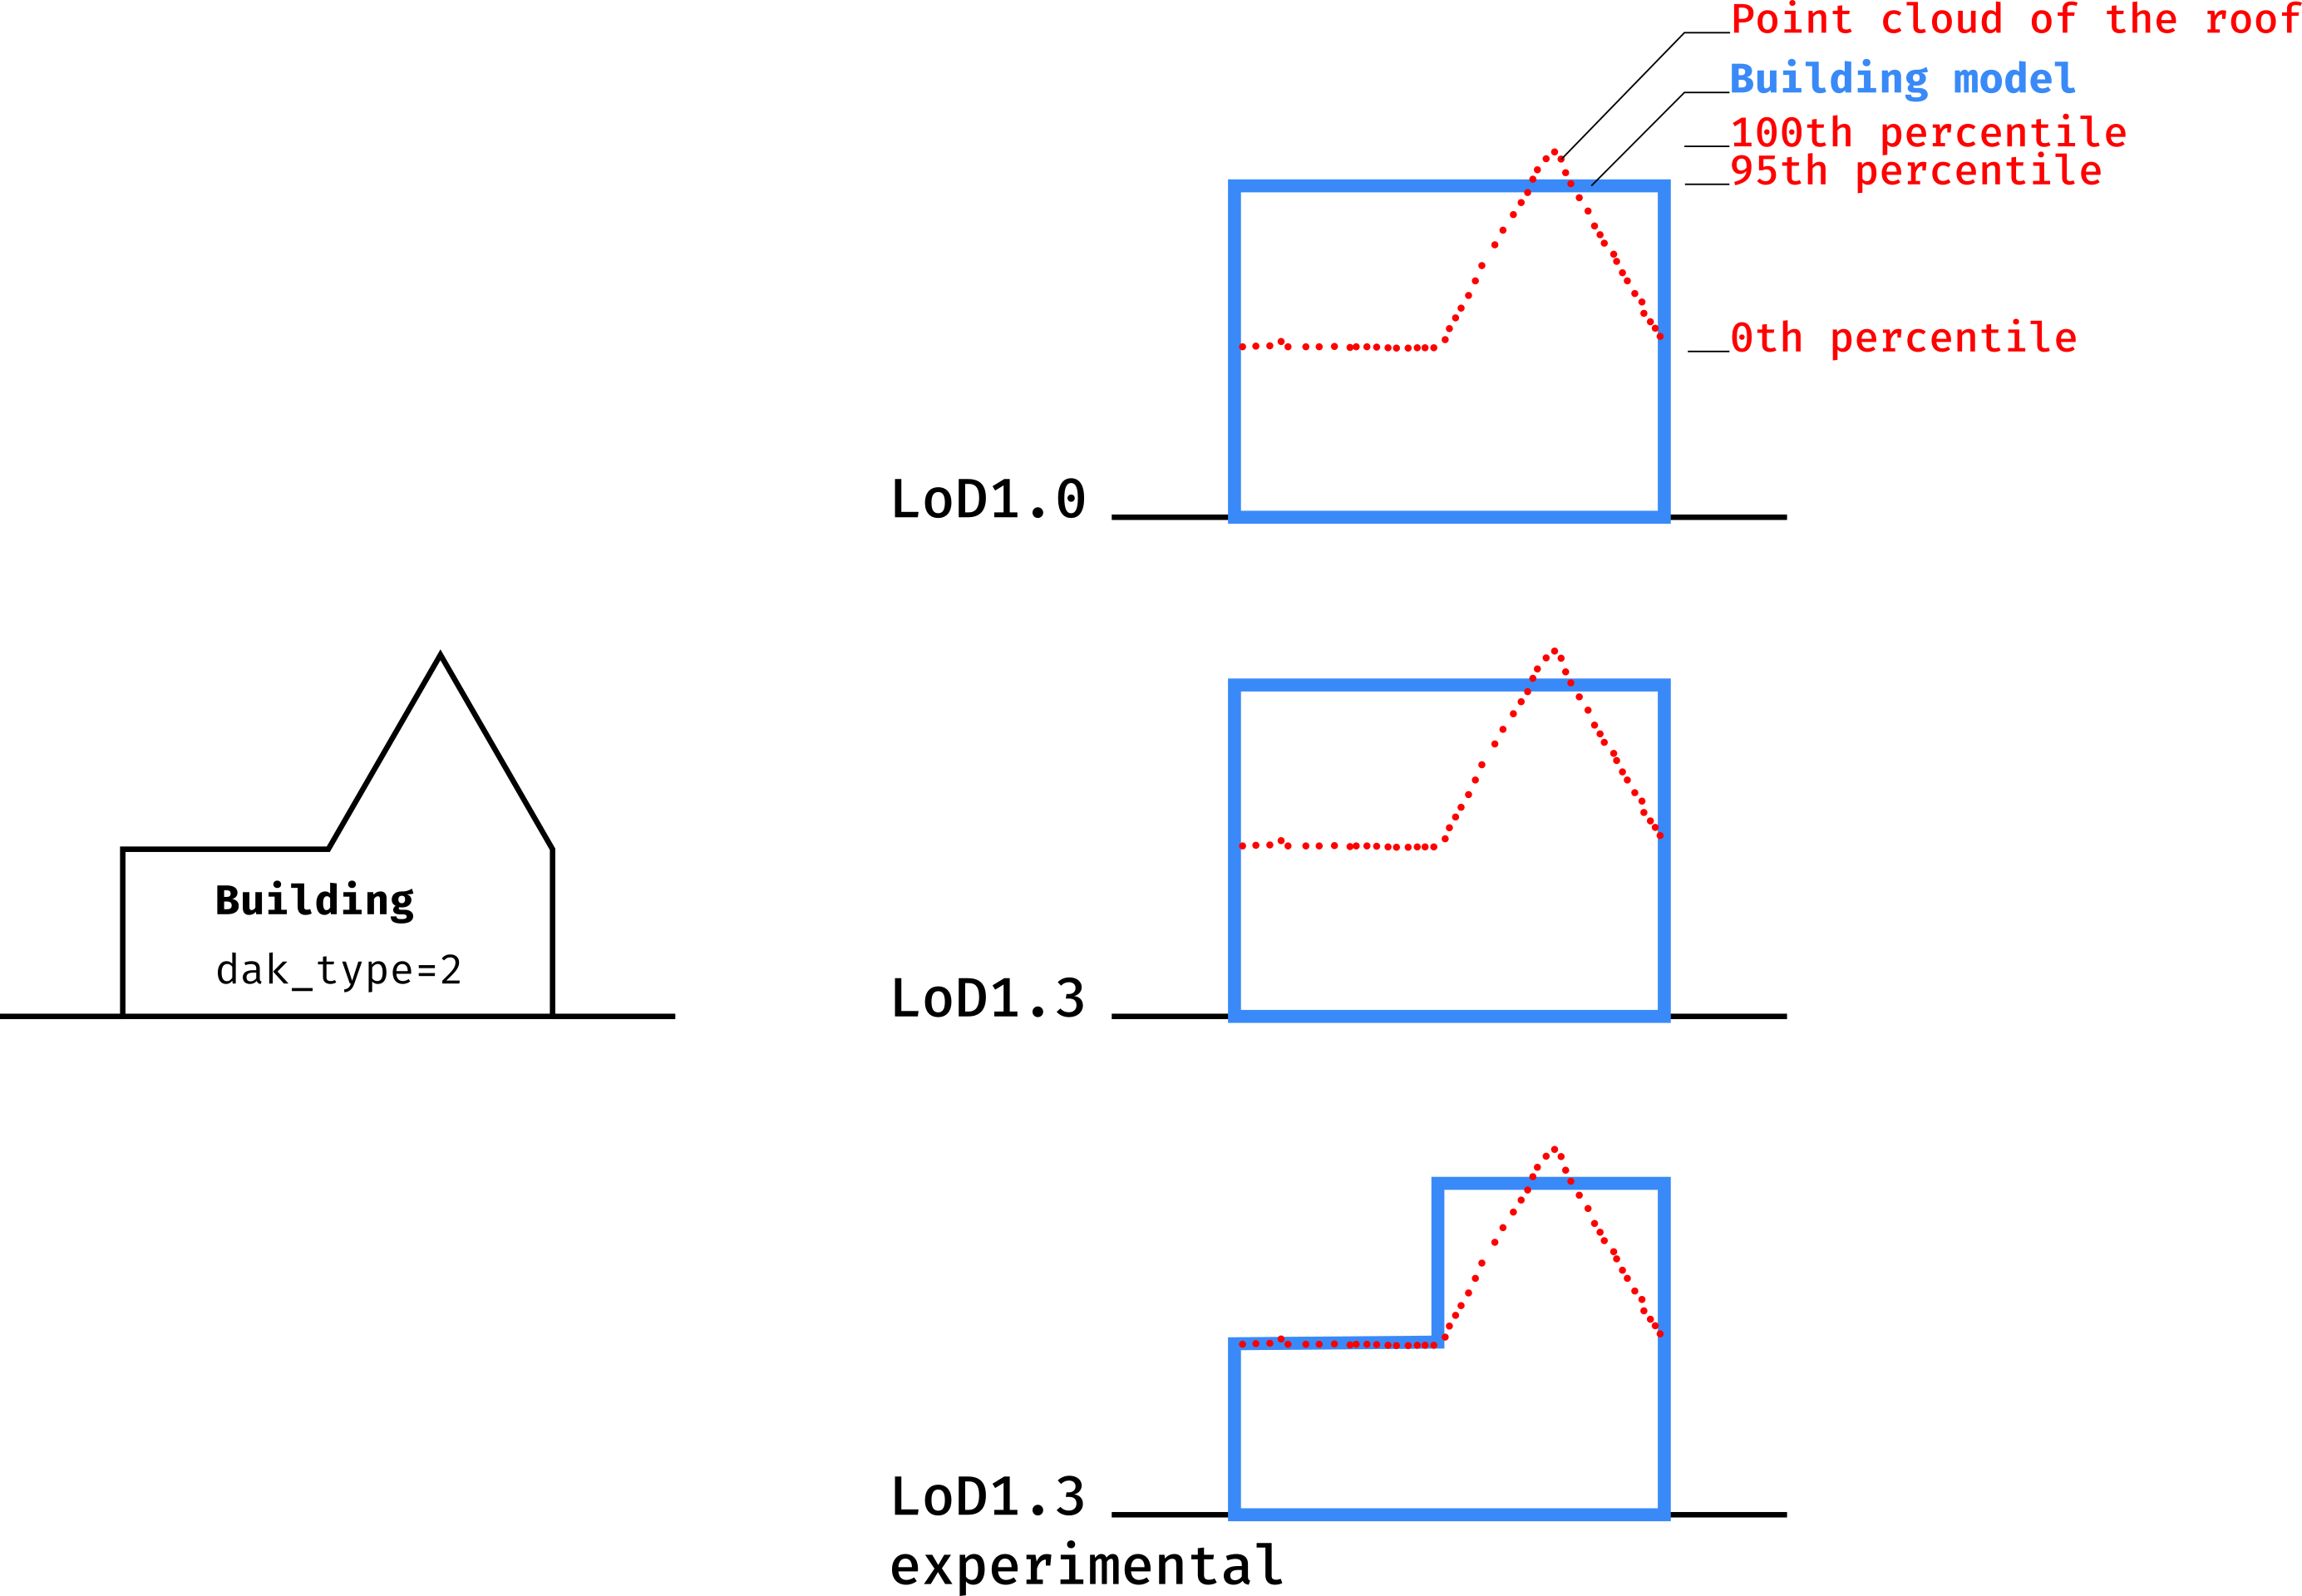 Point cloud of the roof
Building model
100th percentile
95th percentile
0th percentile
LoD1.0
Building
dak_type=2
LoD1.3
LoD1.3
experimental